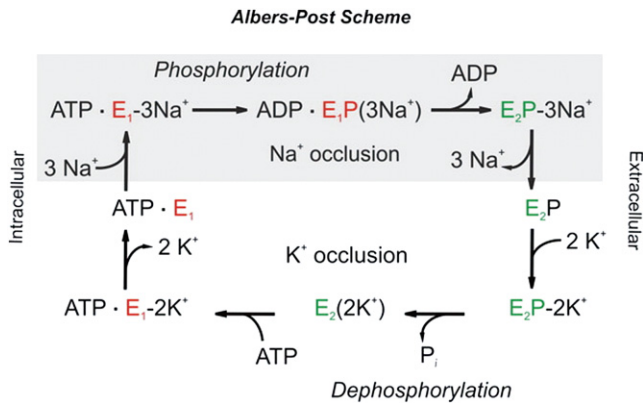 Albers-Post Scheme
Phosphorylation
ADP
ATP · E₁-3Na⁺
ADP · E₁P(3Na⁺)
E₂P-3Na⁺
3 Na⁺
Na⁺ occlusion
3 Na⁺
Intracellular
Extracellular
ATP · E₁
E₂P
2 K⁺
K⁺ occlusion
2 K⁺
ATP · E₁-2K⁺
E₂(2K⁺)
E₂P-2K⁺
ATP
Pᵢ
Dephosphorylation